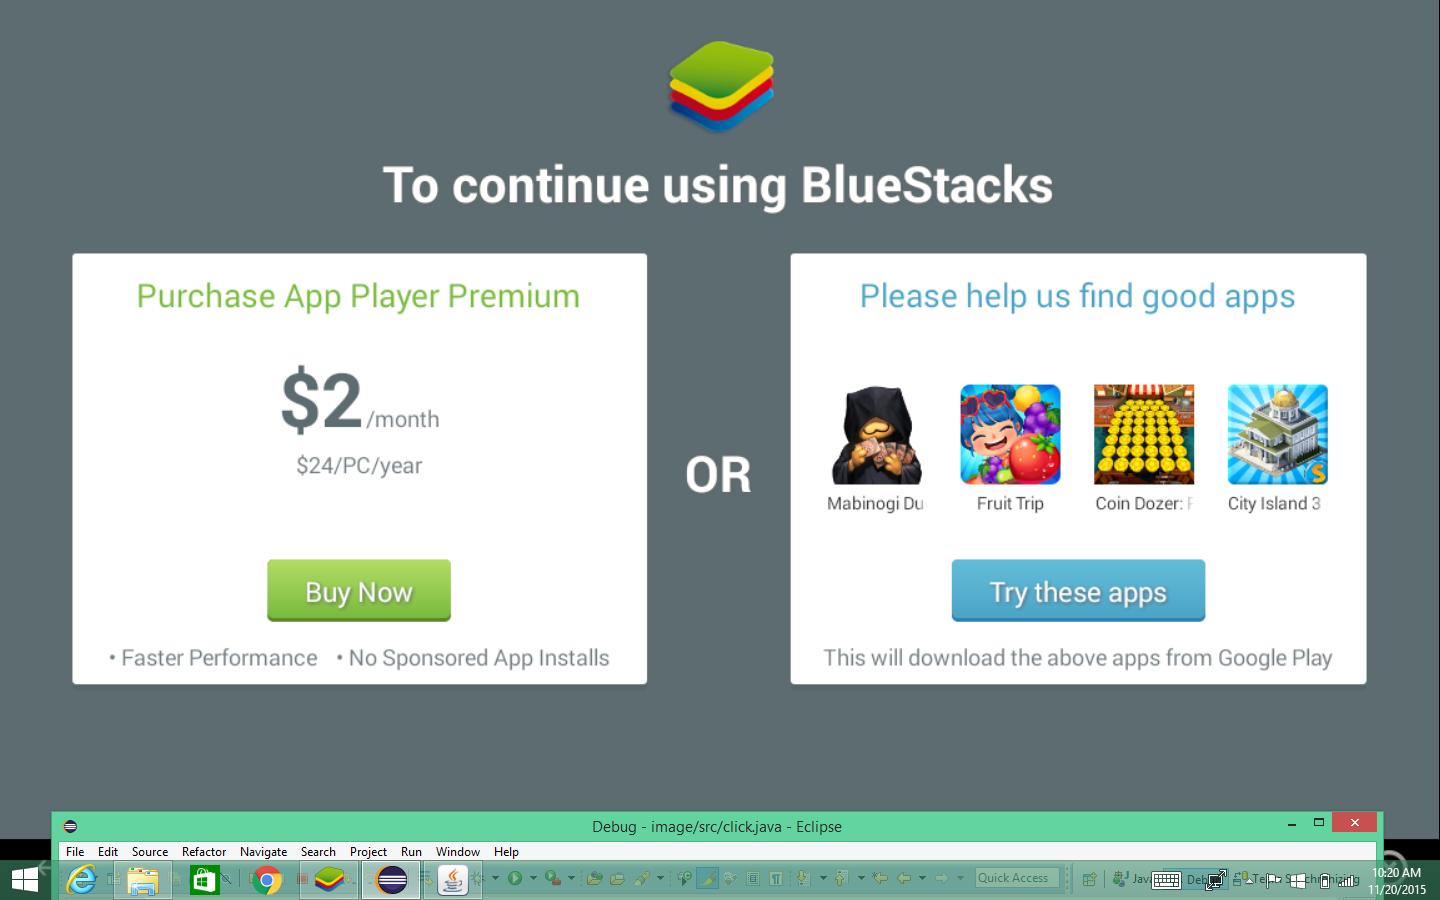 To continue using BlueStacks
Purchase App Player Premium
$2/month
$24/PC/year
Buy Now
• Faster Performance • No Sponsored App Installs
OR
Please help us find good apps
Mabinogi Du
Fruit Trip
Coin Dozer:
City Island 3
Try these apps
This will download the above apps from Google Play
Debug - image/src/click.java - Eclipse
File Edit Source Refactor Navigate Search Project Run Window Help
Quick Access
10:20 AM
11/20/2015